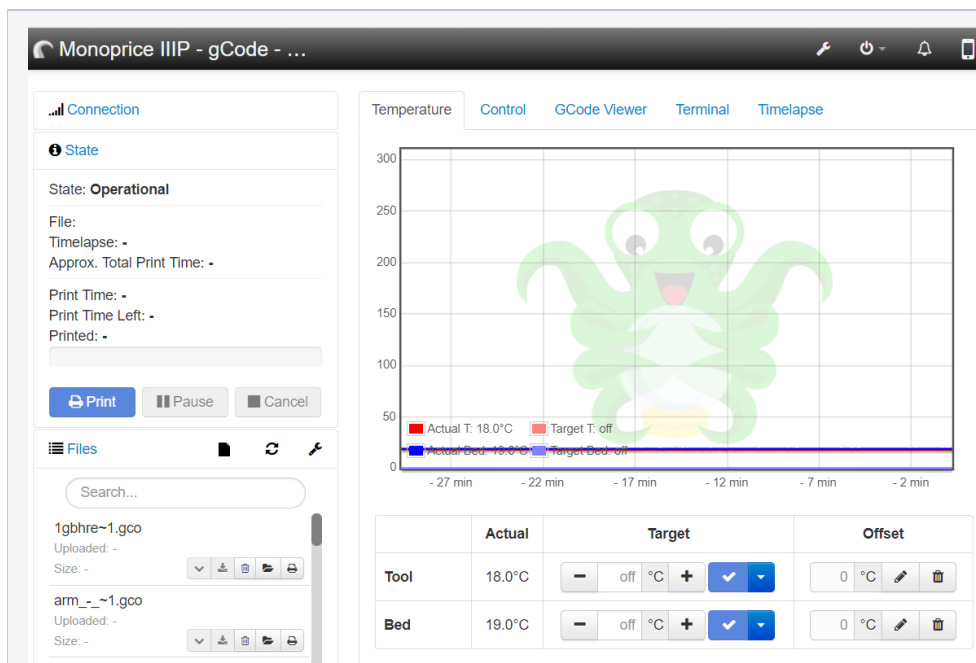 Monoprice IIIP - gCode - ...
Connection
State
State: Operational
File:
Timelapse: -
Approx. Total Print Time: -
Print Time: -
Print Time Left: -
Printed: -
Print
Pause
Cancel
Files
Search...
1gbhre~1.gco
Uploaded: -
Size: -
arm_-_~1.gco
Uploaded: -
Size: -
Temperature Control GCode Viewer Terminal Timelapse
300
250
200
150
100
50
0
Actual T: 18.0°C Target T: off
Actual Bed: 19.0°C Target Bed: off
- 27 min - 22 min - 17 min - 12 min - 7 min - 2 min
Actual Target Offset
Tool 18.0°C off °C 0 °C
Bed 19.0°C off °C 0 °C